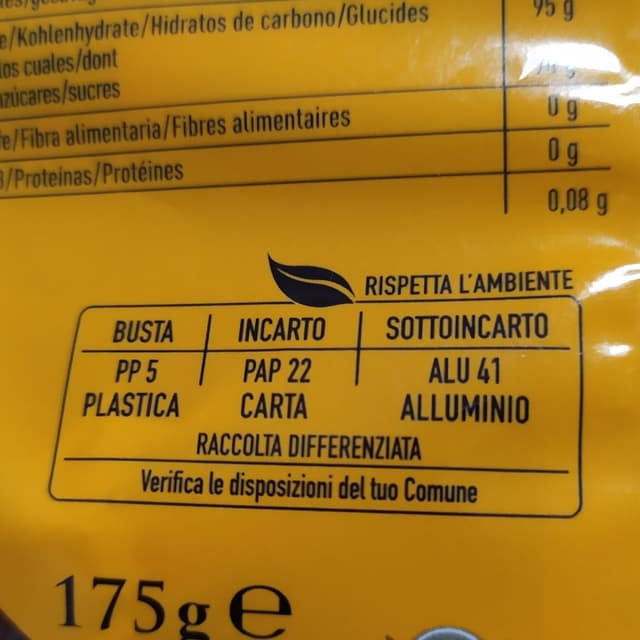 e/Kohlenhydrate/Hidratos de carbono/Glucides 95 g
los cuales/dont
azúcares/sucres
e/Fibra alimentaria/Fibres alimentaires 0 g
/Proteínas/Protéines 0 g
0,08 g
RISPETTA L'AMBIENTE
BUSTA INCARTO SOTTOINCARTO
PP 5 PAP 22 ALU 41
PLASTICA CARTA ALLUMINIO
RACCOLTA DIFFERENZIATA
Verifica le disposizioni del tuo Comune
175 g e